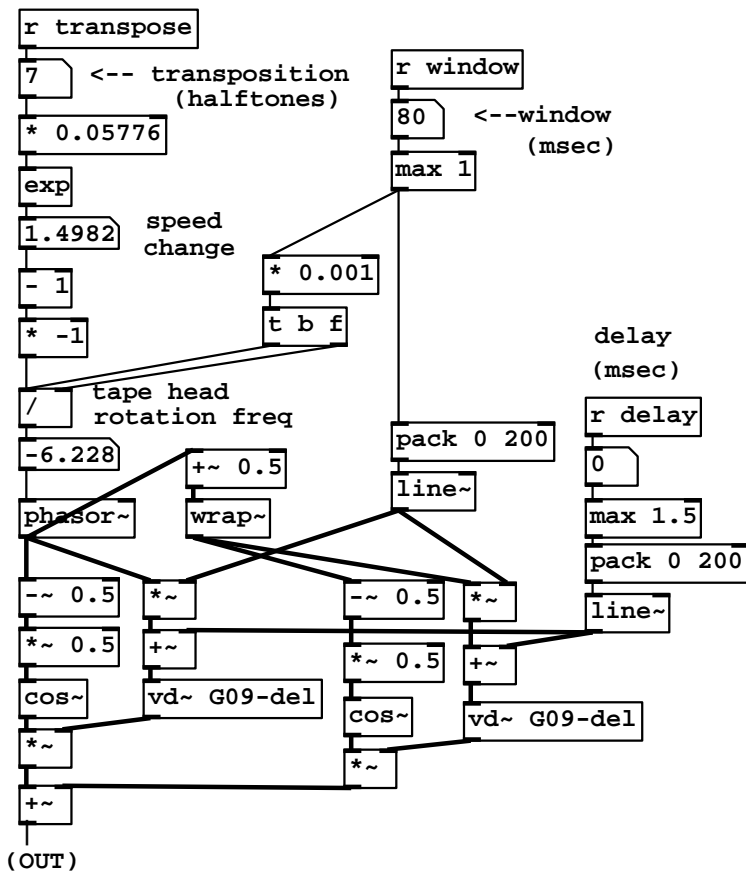 r transpose
7 <-- transposition
(halftones)
r window
80 <--window
(msec)
* 0.05776
max 1
exp
1.4982 speed
change
* 0.001
- 1
t b f
* -1
delay
(msec)
/ tape head
rotation freq
r delay
-6.228
+~ 0.5
pack 0 200
0
line~
phasor~
wrap~
max 1.5
pack 0 200
-~ 0.5
*~
-~ 0.5
*~
line~
*~ 0.5
+~
*~ 0.5
+~
cos~
vd~ G09-del
cos~
vd~ G09-del
*~
*~
+~
(OUT)